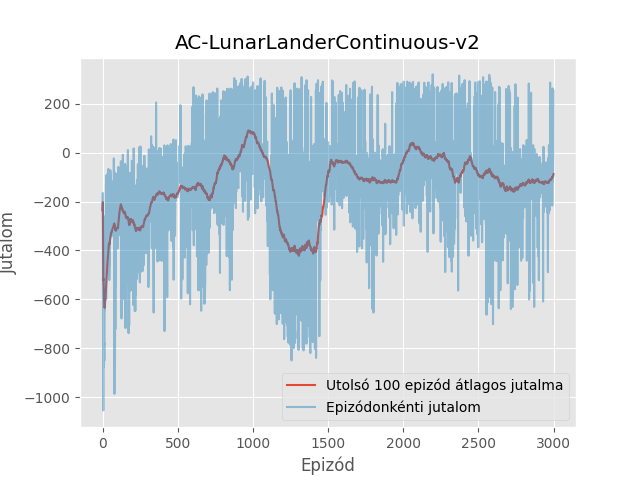 AC-LunarLanderContinuous-v2
200
0
−200
−400
−600
−800
−1000
Jutalom
0
500
1000
1500
2000
2500
3000
Epizód
Utolsó 100 epizód átlagos jutalma
Epizódonkénti jutalom